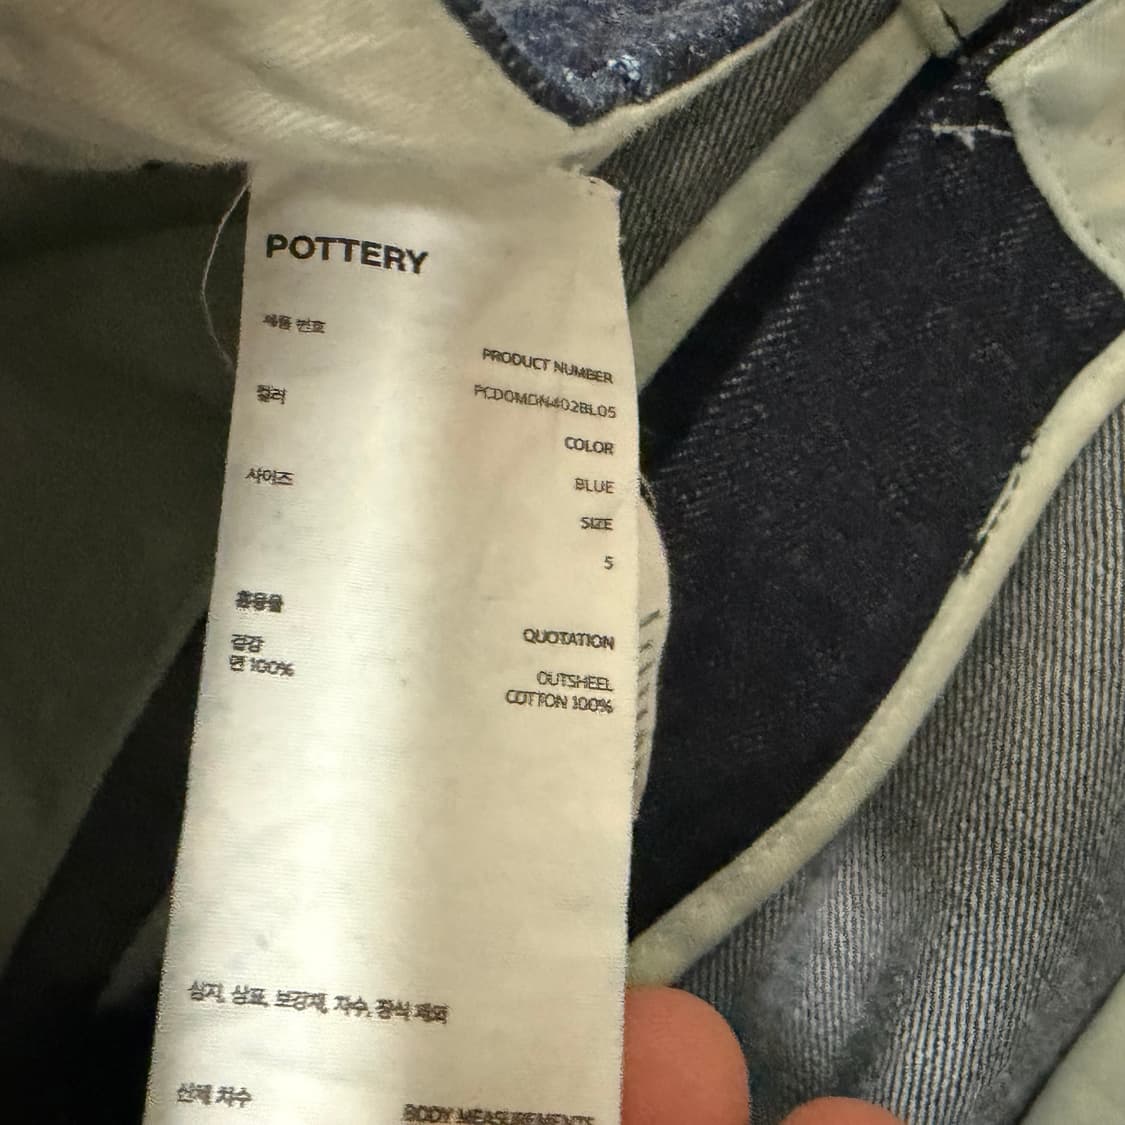 POTTERY
제품 번호
PRODUCT NUMBER
PCDOMDN402BL05
컬러
COLOR
BLUE
사이즈
SIZE
5
혼용율
QUOTATION
겉감
OUTSHEEL
면 100%
COTTON 100%
심지, 상표, 보강재, 자수, 장식 제외
신체 치수
BODY MEASUREMENTS